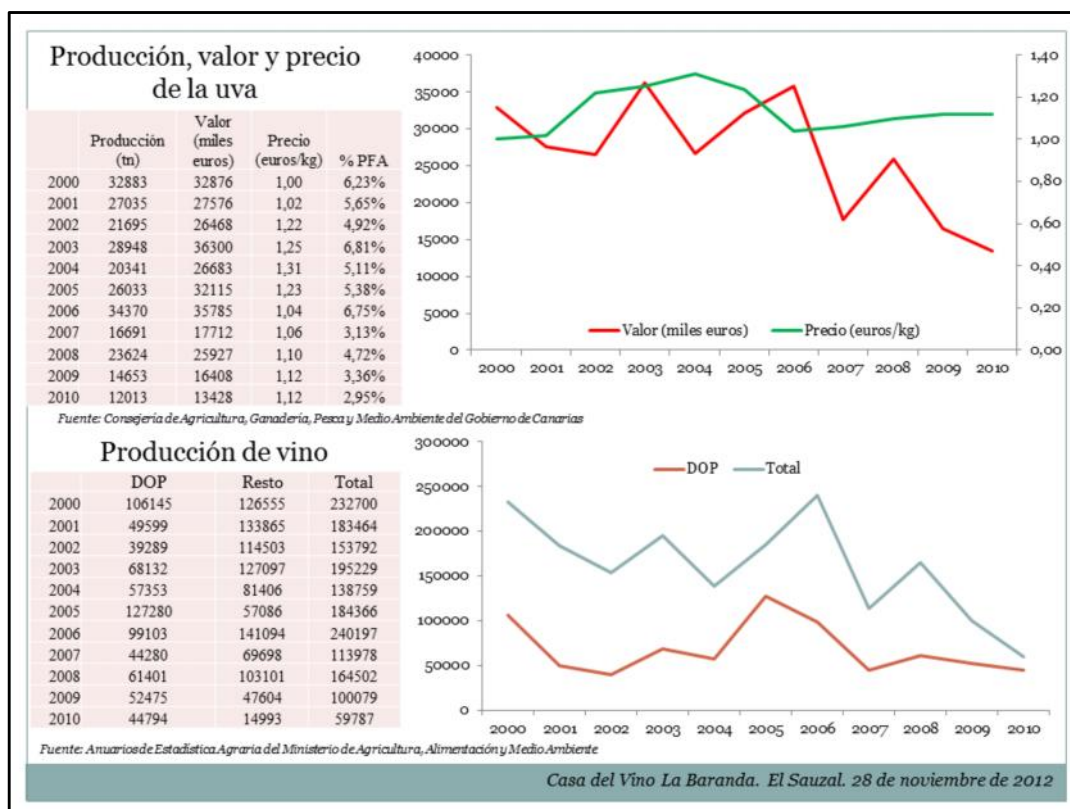 Producción, valor y precio
de la uva
Producción (tn) Valor (miles euros) Precio (euros/kg) % PFA
2000 32883 32876 1,00 6,23%
2001 27035 27576 1,02 5,65%
2002 21695 26468 1,22 4,92%
2003 28948 36300 1,25 6,81%
2004 20341 26683 1,31 5,11%
2005 26033 32115 1,23 5,38%
2006 34370 35785 1,04 6,75%
2007 16691 17712 1,06 3,13%
2008 23624 25927 1,10 4,72%
2009 14653 16408 1,12 3,36%
2010 12013 13428 1,12 2,95%
40000
35000
30000
25000
20000
15000
10000
5000
0
1,40
1,20
1,00
0,80
0,60
0,40
0,20
0,00
Valor (miles euros) Precio (euros/kg)
2000 2001 2002 2003 2004 2005 2006 2007 2008 2009 2010
Fuente: Consejería de Agricultura, Ganadería, Pesca y Medio Ambiente del Gobierno de Canarias
Producción de vino
DOP Resto Total
2000 106145 126555 232700
2001 49599 133865 183464
2002 39289 114503 153792
2003 68132 127097 195229
2004 57353 81406 138759
2005 127280 57086 184366
2006 99103 141094 240197
2007 44280 69698 113978
2008 61401 103101 164502
2009 52475 47604 100079
2010 44794 14993 59787
300000
250000
200000
150000
100000
50000
0
DOP Total
2000 2001 2002 2003 2004 2005 2006 2007 2008 2009 2010
Fuente: Anuarios de Estadística Agraria del Ministerio de Agricultura, Alimentación y Medio Ambiente
Casa del Vino La Baranda. El Sauzal. 28 de noviembre de 2012